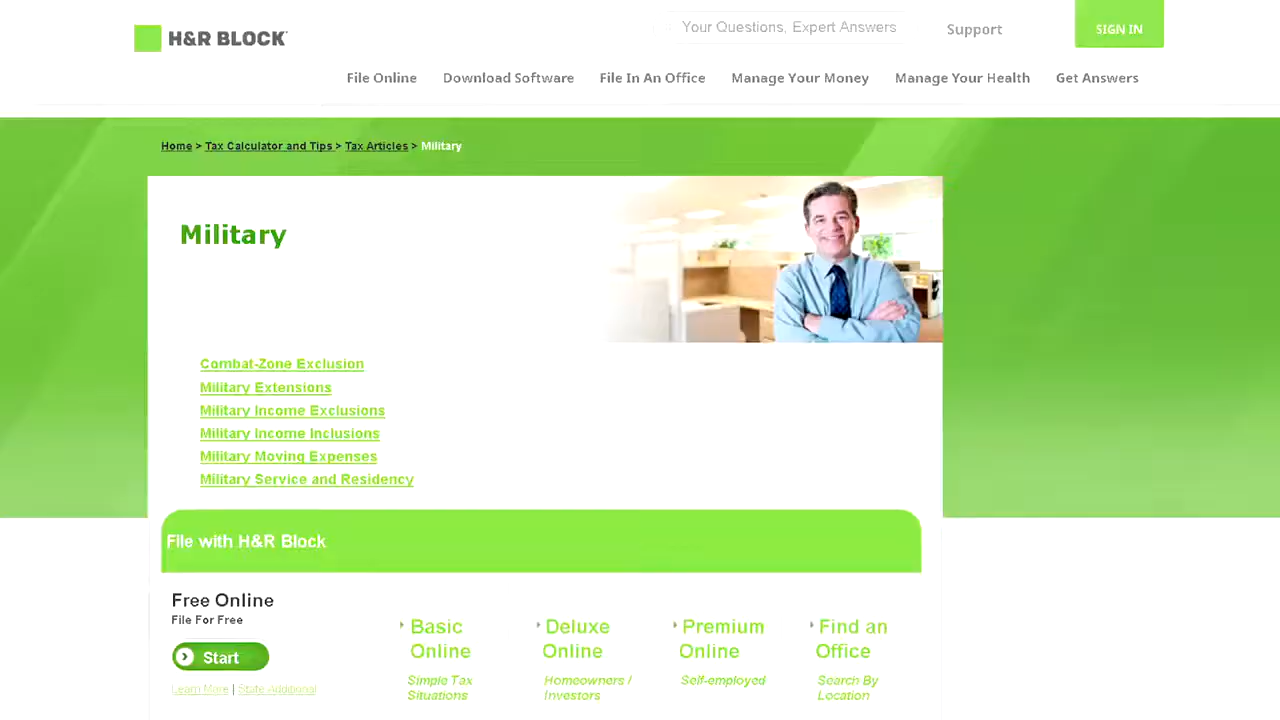 H&R BLOCK
Your Questions, Expert Answers
Support
SIGN IN
File Online
Download Software
File In An Office
Manage Your Money
Manage Your Health
Get Answers
Home > Tax Calculator and Tips > Tax Articles > Military
Military
Combat-Zone Exclusion
Military Extensions
Military Income Exclusions
Military Income Inclusions
Military Moving Expenses
Military Service and Residency
File with H&R Block
Free Online
File For Free
Start
Learn More | State Additional
Basic
Online
Simple Tax
Situations
Deluxe
Online
Homeowners /
Investors
Premium
Online
Self-employed
Find an
Office
Search By
Location